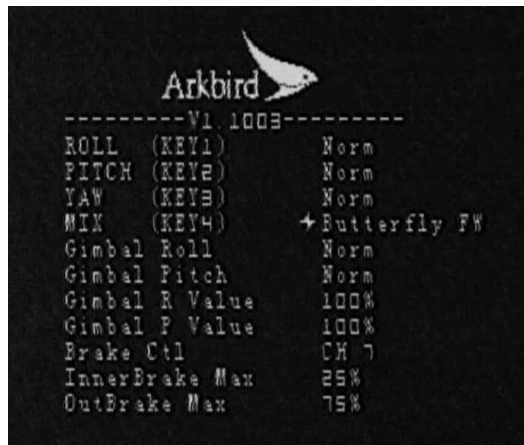 Arkbird
---------V1.1003---------
ROLL (KEY1) Norm
PITCH (KEY2) Norm
YAW (KEY3) Norm
MIX (KEY4) Butterfly FW
Gimbal Roll Norm
Gimbal Pitch Norm
Gimbal R Value 100%
Gimbal P Value 100%
Brake Ctl CH 7
InnerBrake Max 25%
OutBrake Max 75%